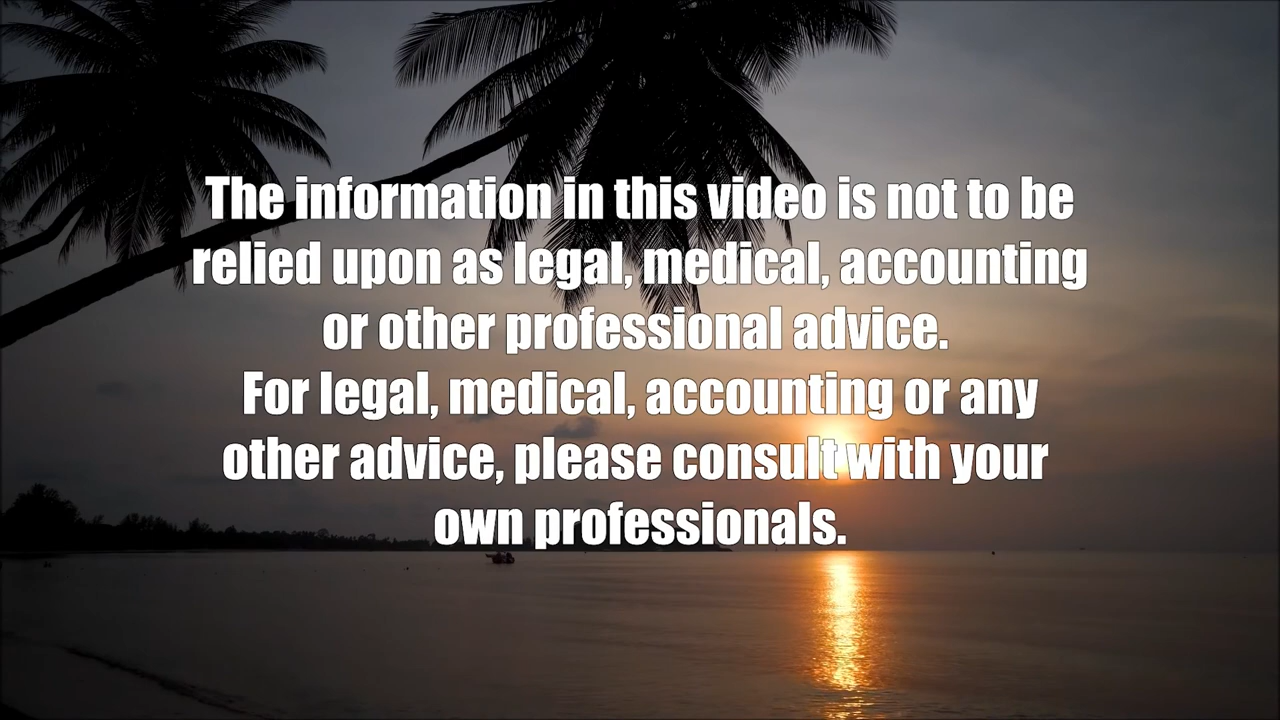 The information in this video is not to be
relied upon as legal, medical, accounting
or other professional advice.
For legal, medical, accounting or any
other advice, please consult with your
own professionals.